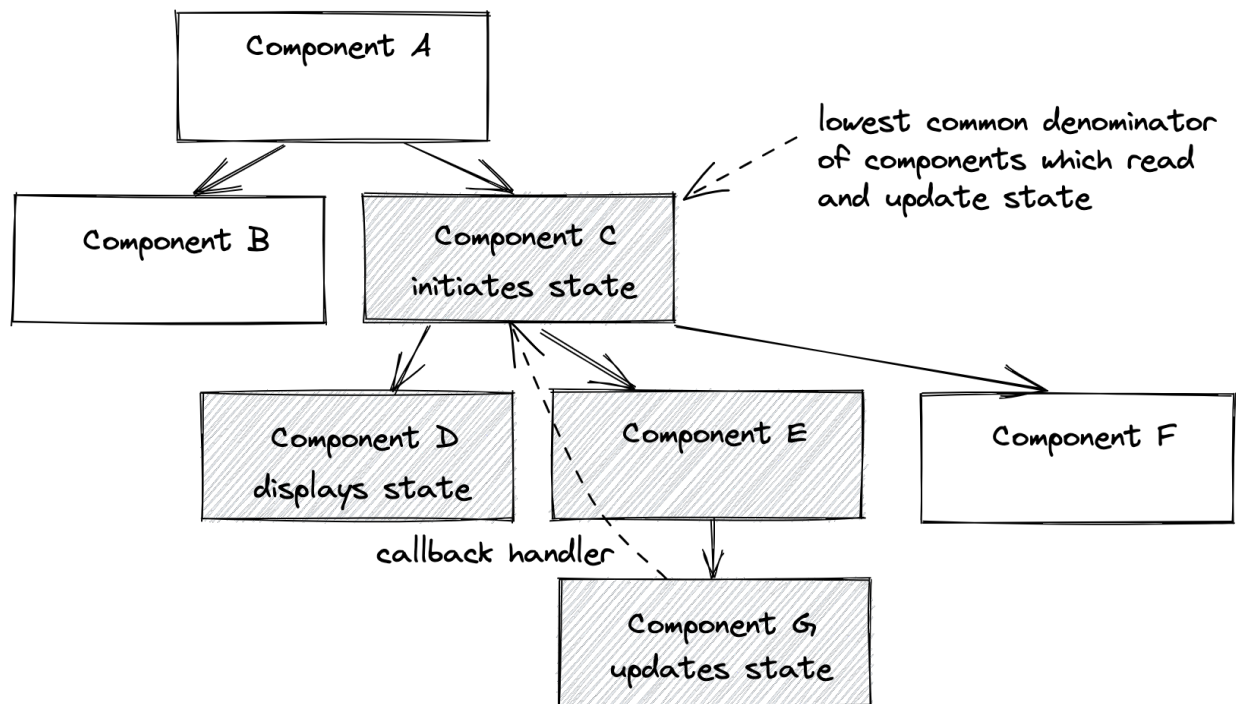 Component A
lowest common denominator
of components which read
and update state
Component B
Component C
initiates state
Component D
displays state
Component E
Component F
callback handler
Component G
updates state